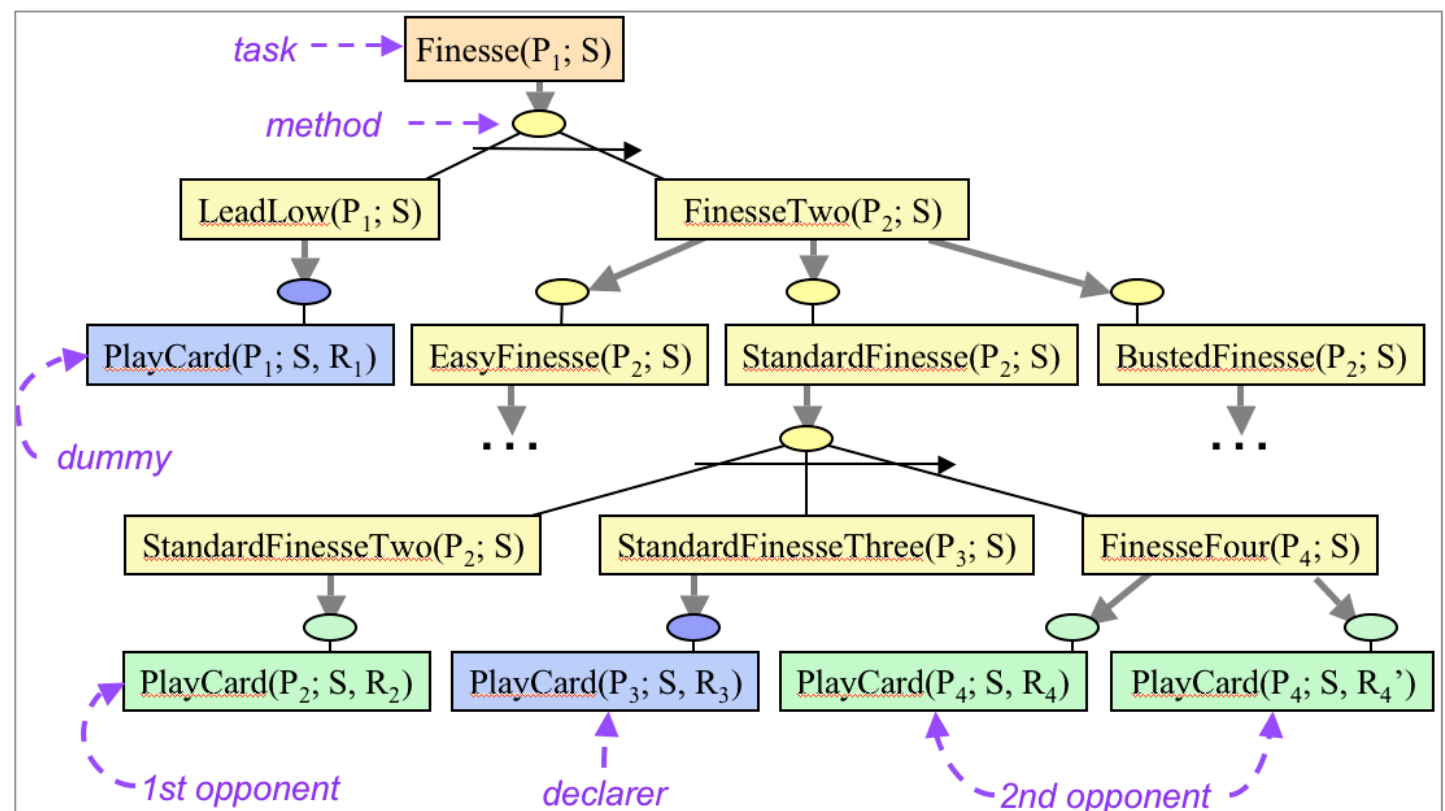 task
Finesse(P₁; S)
method
LeadLow(P₁; S)
FinesseTwo(P₂; S)
PlayCard(P₁; S, R₁)
EasyFinesse(P₂; S)
StandardFinesse(P₂; S)
BustedFinesse(P₂; S)
dummy
...
...
StandardFinesseTwo(P₂; S)
StandardFinesseThree(P₃; S)
FinesseFour(P₄; S)
PlayCard(P₂; S, R₂)
PlayCard(P₃; S, R₃)
PlayCard(P₄; S, R₄)
PlayCard(P₄; S, R₄’)
1st opponent
declarer
2nd opponent